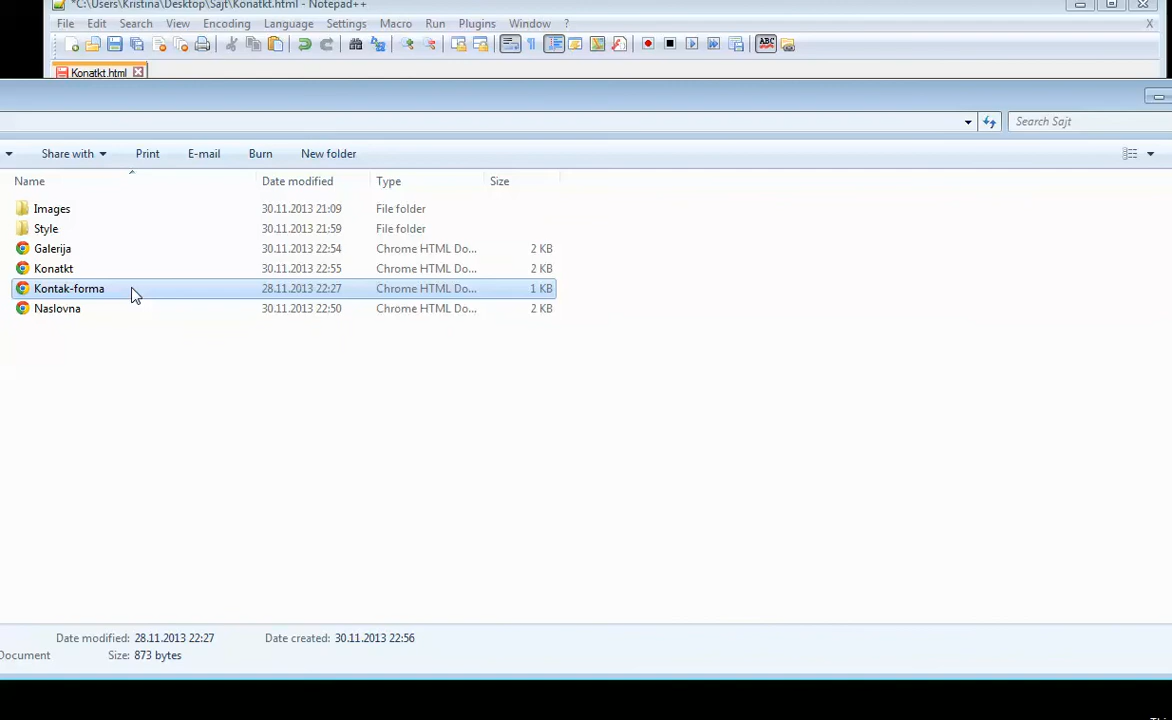 *C:\Users\Kristina\Desktop\Sajt\Konatkt.html - Notepad++
File Edit Search View Encoding Language Settings Macro Run Plugins Window ? X
ABC
Konatkt.html
Search Sajt
Share with Print E-mail Burn New folder
Name Date modified Type Size
Images 30.11.2013 21:09 File folder
Style 30.11.2013 21:59 File folder
Galerija 30.11.2013 22:54 Chrome HTML Do... 2 KB
Konatkt 30.11.2013 22:55 Chrome HTML Do... 2 KB
Kontak-forma 28.11.2013 22:27 Chrome HTML Do... 1 KB
Naslovna 30.11.2013 22:50 Chrome HTML Do... 2 KB
Date modified: 28.11.2013 22:27 Date created: 30.11.2013 22:56
Document Size: 873 bytes